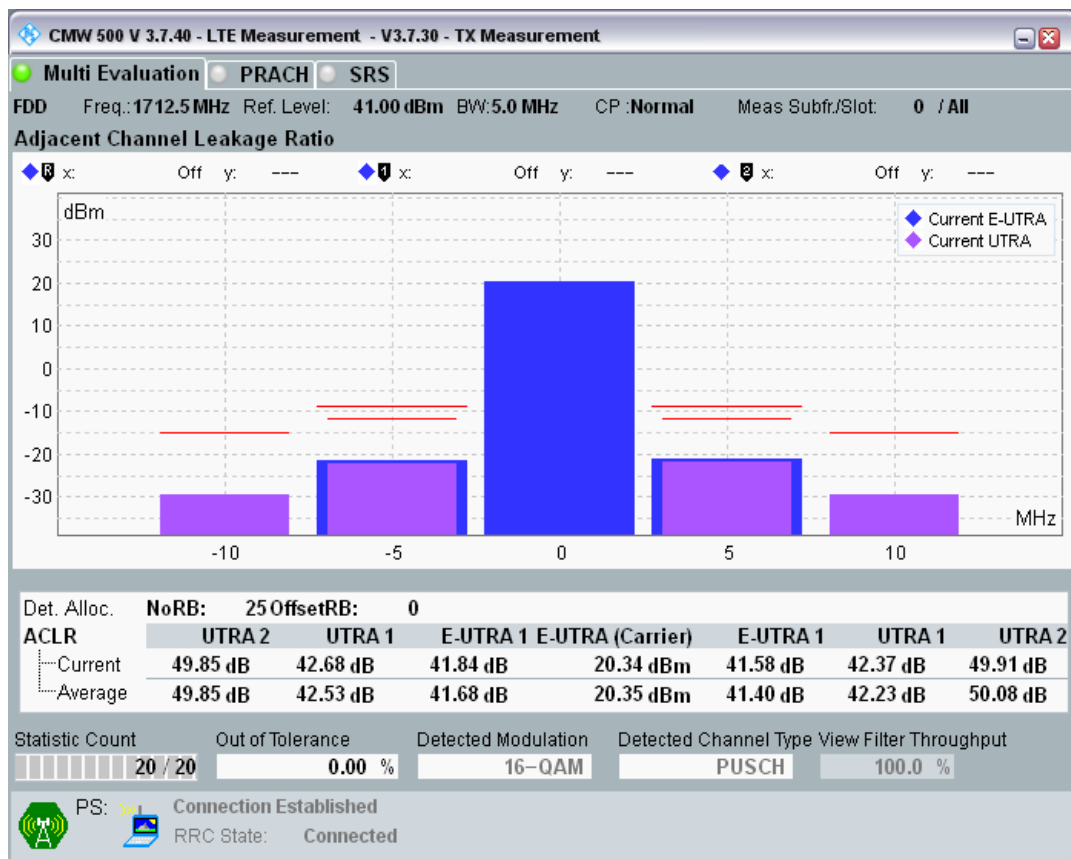 CMW 500 V 3.7.40 - LTE Measurement - V3.7.30 - TX Measurement
Multi Evaluation PRACH SRS
FDD Freq.:1712.5 MHz Ref. Level: 41.00 dBm BW:5.0 MHz CP :Normal Meas Subfr./Slot: 0 / All
Adjacent Channel Leakage Ratio
R x: Off y: --- 1 x: Off y: --- 2 x: Off y: ---
dBm
Current E-UTRA
Current UTRA
30
20
10
0
-10
-20
-30
MHz
-10 -5 0 5 10
Det. Alloc. NoRB: 25 OffsetRB: 0
ACLR UTRA 2 UTRA 1 E-UTRA 1 E-UTRA (Carrier) E-UTRA 1 UTRA 1 UTRA 2
Current 49.85 dB 42.68 dB 41.84 dB 20.34 dBm 41.58 dB 42.37 dB 49.91 dB
Average 49.85 dB 42.53 dB 41.68 dB 20.35 dBm 41.40 dB 42.23 dB 50.08 dB
Statistic Count Out of Tolerance Detected Modulation Detected Channel Type View Filter Throughput
20 / 20 0.00 % 16-QAM PUSCH 100.0 %
PS: Connection Established
RRC State: Connected